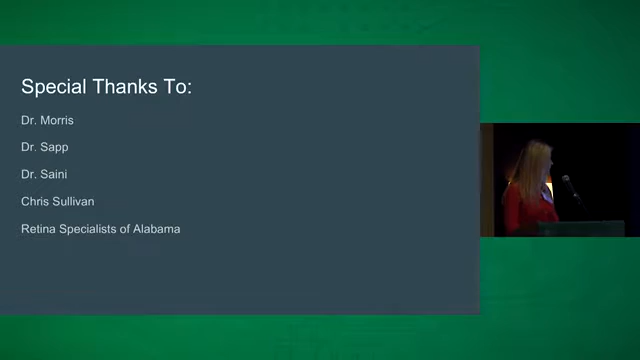 Special Thanks To:
Dr. Morris
Dr. Sapp
Dr. Saini
Chris Sullivan
Retina Specialists of Alabama